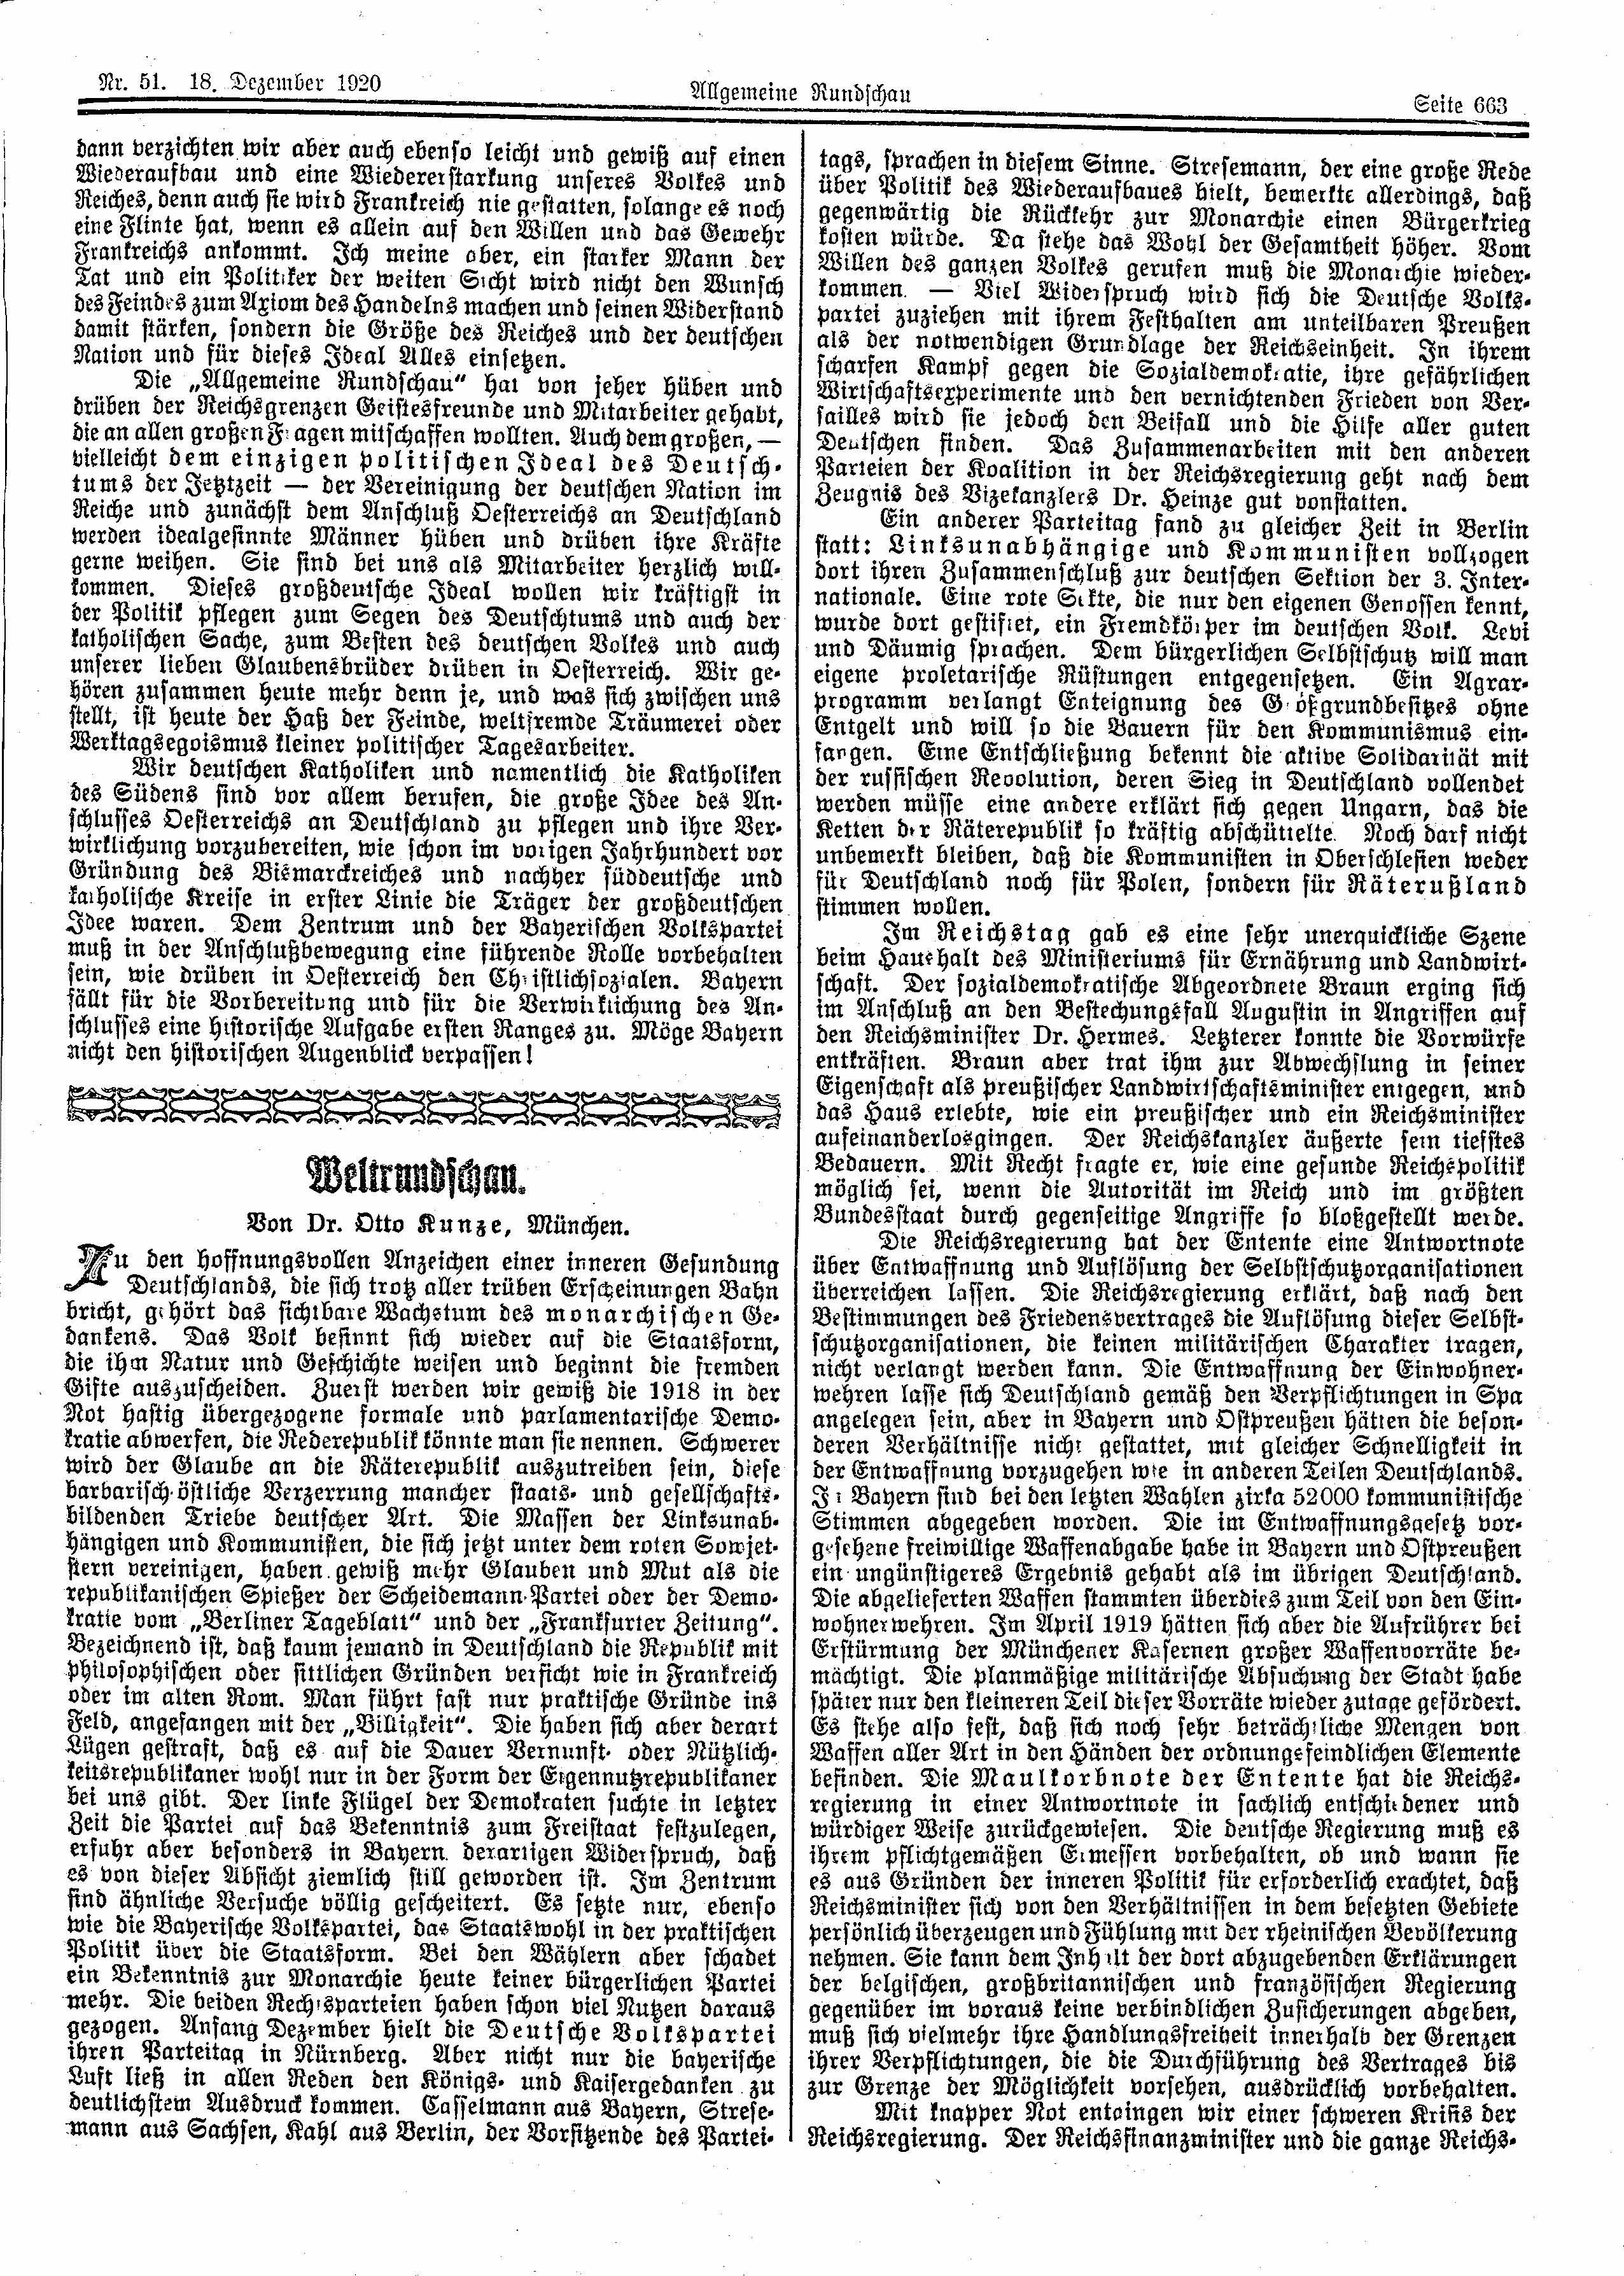 Nr. 51. 18. Dezember 1920
Allgemeine Rundschau
Seite 663
dann verzichten wir aber auch ebenso leicht und gewiß auf einen
Wiederaufbau und eine Wiedererstarkung unseres Volkes und
Reiches, denn auch sie wird Frankreich nie gestatten, solange es noch
eine Flinte hat, wenn es allein auf den Willen und das Gewehr
Frankreichs ankommt. Ich meine aber, ein starker Mann der
Tat und ein Politiker der weiten Sicht wird nicht den Wunsch
des Feindes zum Axiom des Handelns machen und seinen Widerstand
damit stärken, sondern die Größe des Reiches und der deutschen
Nation und für dieses Ideal Alles einsetzen.
Die „Allgemeine Rundschau“ hat von jeher hüben und
drüben der Reichsgrenzen Geistesfreunde und Mitarbeiter gehabt,
die an allen großen Fragen mitschaffen wollten. Auch dem großen, —
vielleicht dem einzigen politischen Ideal des Deutsch-
tums der Jetztzeit — der Vereinigung der deutschen Nation im
Reiche und zunächst dem Anschluß Oesterreichs an Deutschland
werden idealgesinnte Männer hüben und drüben ihre Kräfte
gerne weihen. Sie sind bei uns als Mitarbeiter herzlich will-
kommen. Dieses großdeutsche Ideal wollen wir kräftigst in
der Politik pflegen zum Segen des Deutschtums und auch der
katholischen Sache, zum Besten des deutschen Volkes und auch
unserer lieben Glaubensbrüder drüben in Oesterreich. Wir ge-
hören zusammen heute mehr denn je, und was sich zwischen uns
stellt, ist heute der Haß der Feinde, weltfremde Träumerei oder
Werktagsegoismus kleiner politischer Tagesarbeiter.
Wir deutschen Katholiken und namentlich die Katholiken
des Südens sind vor allem berufen, die große Idee des An-
schlusses Oesterreichs an Deutschland zu pflegen und ihre Ver-
wirklichung vorzubereiten, wie schon im vorigen Jahrhundert vor
Gründung des Bismarckreiches und nachher süddeutsche und
katholische Kreise in erster Linie die Träger der großdeutschen
Idee waren. Dem Zentrum und der Bayerischen Volkspartei
muß in der Anschlußbewegung eine führende Rolle vorbehalten
sein, wie drüben in Oesterreich den Christlichsozialen. Bayern
fällt für die Vorbereitung und für die Verwirklichung des An-
schlusses eine historische Aufgabe ersten Ranges zu. Möge Bayern
nicht den historischen Augenblick verpassen!
Weltrundschau.
Von Dr. Otto Kunze, München.
Zu den hoffnungsvollen Anzeichen einer inneren Gesundung
Deutschlands, die sich trotz aller trüben Erscheinungen Bahn
bricht, gehört das sichtbare Wachstum des monarchischen Ge-
dankens. Das Volk besinnt sich wieder auf die Staatsform,
die ihm Natur und Geschichte weisen und beginnt die fremden
Gifte auszuscheiden. Zuerst werden wir gewiß die 1918 in der
Not hastig übergezogene formale und parlamentarische Demo-
kratie abwerfen, die Rederepublik könnte man sie nennen. Schwerer
wird der Glaube an die Räterepublik auszutreiben sein, diese
barbarisch-östliche Verzerrung mancher staats- und gesellschafts-
bildenden Triebe deutscher Art. Die Massen der Linksunab-
hängigen und Kommunisten, die sich jetzt unter dem roten Sowjet-
stern vereinigen, haben gewiß mehr Glauben und Mut als die
republikanischen Spießer der Scheidemann-Partei oder der Demo-
kratie vom „Berliner Tageblatt“ und der „Frankfurter Zeitung“.
Bezeichnend ist, daß kaum jemand in Deutschland die Republik mit
philosophischen oder sittlichen Gründen verficht wie in Frankreich
oder im alten Rom. Man führt fast nur praktische Gründe ins
Feld, angefangen mit der „Billigkeit“. Die haben sich aber derart
Lügen gestraft, daß es auf die Dauer Vernunft- oder Nützlich-
keitsrepublikaner wohl nur in der Form der Eigennutzrepublikaner
bei uns gibt. Der linke Flügel der Demokraten suchte in letzter
Zeit die Partei auf das Bekenntnis zum Freistaat festzulegen,
erfuhr aber besonders in Bayern derartigen Widerspruch, daß
es von dieser Absicht ziemlich still geworden ist. Im Zentrum
sind ähnliche Versuche völlig gescheitert. Es setzte nur, ebenso
wie die Bayerische Volkspartei, das Staatswohl in der praktischen
Politik über die Staatsform. Bei den Wählern aber schadet
ein Bekenntnis zur Monarchie heute keiner bürgerlichen Partei
mehr. Die beiden Rechtsparteien haben schon viel Nutzen daraus
gezogen. Anfang Dezember hielt die Deutsche Volkspartei
ihren Parteitag in Nürnberg. Aber nicht nur die bayerische
Luft ließ in allen Reden den Königs- und Kaisergedanken zu
deutlichstem Ausdruck kommen. Casselmann aus Bayern, Strese-
mann aus Sachsen, Kahl aus Berlin, der Vorsitzende des Partei-
tags, sprachen in diesem Sinne. Stresemann, der eine große Rede
über Politik des Wiederaufbaues hielt, bemerkte allerdings, daß
gegenwärtig die Rückkehr zur Monarchie einen Bürgerkrieg
kosten würde. Da stehe das Wohl der Gesamtheit höher. Vom
Willen des ganzen Volkes gerufen muß die Monarchie wieder-
kommen. — Viel Widerspruch wird sich die Deutsche Volks-
partei zuziehen mit ihrem Festhalten am unteilbaren Preußen
als der notwendigen Grundlage der Reichseinheit. In ihrem
scharfen Kampf gegen die Sozialdemokratie, ihre gefährlichen
Wirtschaftsexperimente und den vernichtenden Frieden von Ver-
sailles wird sie jedoch den Beifall und die Hilfe aller guten
Deutschen finden. Das Zusammenarbeiten mit den anderen
Parteien der Koalition in der Reichsregierung geht nach dem
Zeugnis des Vizekanzlers Dr. Heinze gut vonstatten.
Ein anderer Parteitag fand zu gleicher Zeit in Berlin
statt: Linksunabhängige und Kommunisten vollzogen
dort ihren Zusammenschluß zur deutschen Sektion der 3. Inter-
nationale. Eine rote Sekte, die nur den eigenen Genossen kennt,
wurde dort gestiftet, ein Fremdkörper im deutschen Volk. Levi
und Däumig sprachen. Dem bürgerlichen Selbstschutz will man
eigene proletarische Rüstungen entgegensetzen. Ein Agrar-
programm verlangt Enteignung des Großgrundbesitzes ohne
Entgelt und will so die Bauern für den Kommunismus ein-
fangen. Eine Entschließung bekennt die aktive Solidarität mit
der russischen Revolution, deren Sieg in Deutschland vollendet
werden müsse eine andere erklärt sich gegen Ungarn, das die
Ketten der Räterepublik so kräftig abschüttelte. Noch darf nicht
unbemerkt bleiben, daß die Kommunisten in Oberschlesien weder
für Deutschland noch für Polen, sondern für Räterußland
stimmen wollen.
Im Reichstag gab es eine sehr unerquickliche Szene
beim Haushalt des Ministeriums für Ernährung und Landwirt-
schaft. Der sozialdemokratische Abgeordnete Braun erging sich
im Anschluß an den Bestechungsfall Augustin in Angriffen auf
den Reichsminister Dr. Hermes. Letzterer konnte die Vorwürfe
entkräften. Braun aber trat ihm zur Abwechslung in seiner
Eigenschaft als preußischer Landwirtschaftsminister entgegen, und
das Haus erlebte, wie ein preußischer und ein Reichsminister
aufeinanderlosgingen. Der Reichskanzler äußerte sein tiefstes
Bedauern. Mit Recht fragte er, wie eine gesunde Reichspolitik
möglich sei, wenn die Autorität im Reich und im größten
Bundesstaat durch gegenseitige Angriffe so bloßgestellt werde.
Die Reichsregierung hat der Entente eine Antwortnote
über Entwaffnung und Auflösung der Selbstschutzorganisationen
überreichen lassen. Die Reichsregierung erklärt, daß nach den
Bestimmungen des Friedensvertrages die Auflösung dieser Selbst-
schutzorganisationen, die keinen militärischen Charakter tragen,
nicht verlangt werden kann. Die Entwaffnung der Einwohner-
wehren lasse sich Deutschland gemäß den Verpflichtungen in Spa
angelegen sein, aber in Bayern und Ostpreußen hätten die beson-
deren Verhältnisse nicht gestattet, mit gleicher Schnelligkeit in
der Entwaffnung vorzugehen wie in anderen Teilen Deutschlands.
In Bayern sind bei den letzten Wahlen zirka 52000 kommunistische
Stimmen abgegeben worden. Die im Entwaffnungsgesetz vor-
gesehene freiwillige Waffenabgabe habe in Bayern und Ostpreußen
ein ungünstigeres Ergebnis gehabt als im übrigen Deutschland.
Die abgelieferten Waffen stammten überdies zum Teil von den Ein-
wohnerwehren. Im April 1919 hätten sich aber die Aufrührer bei
Erstürmung der Münchener Kasernen großer Waffenvorräte be-
mächtigt. Die planmäßige militärische Absuchung der Stadt habe
später nur den kleineren Teil dieser Vorräte wieder zutage gefördert.
Es stehe also fest, daß sich noch sehr beträchtliche Mengen von
Waffen aller Art in den Händen der ordnungsfeindlichen Elemente
befinden. Die Maulkorbnote der Entente hat die Reichs-
regierung in einer Antwortnote in sachlich entschiedener und
würdiger Weise zurückgewiesen. Die deutsche Regierung muß es
ihrem pflichtgemäßen Ermessen vorbehalten, ob und wann sie
es aus Gründen der inneren Politik für erforderlich erachtet, daß
Reichsminister sich von den Verhältnissen in dem besetzten Gebiete
persönlich überzeugen und Fühlung mit der rheinischen Bevölkerung
nehmen. Sie kann dem Inhalt der dort abzugebenden Erklärungen
der belgischen, großbritannischen und französischen Regierung
gegenüber im voraus keine verbindlichen Zusicherungen abgeben,
muß sich vielmehr ihre Handlungsfreiheit innerhalb der Grenzen
ihrer Verpflichtungen, die die Durchführung des Vertrages bis
zur Grenze der Möglichkeit vorsehen, ausdrücklich vorbehalten.
Mit knapper Not entgingen wir einer schweren Krisis der
Reichsregierung. Der Reichsfinanzminister und die ganze Reichs-